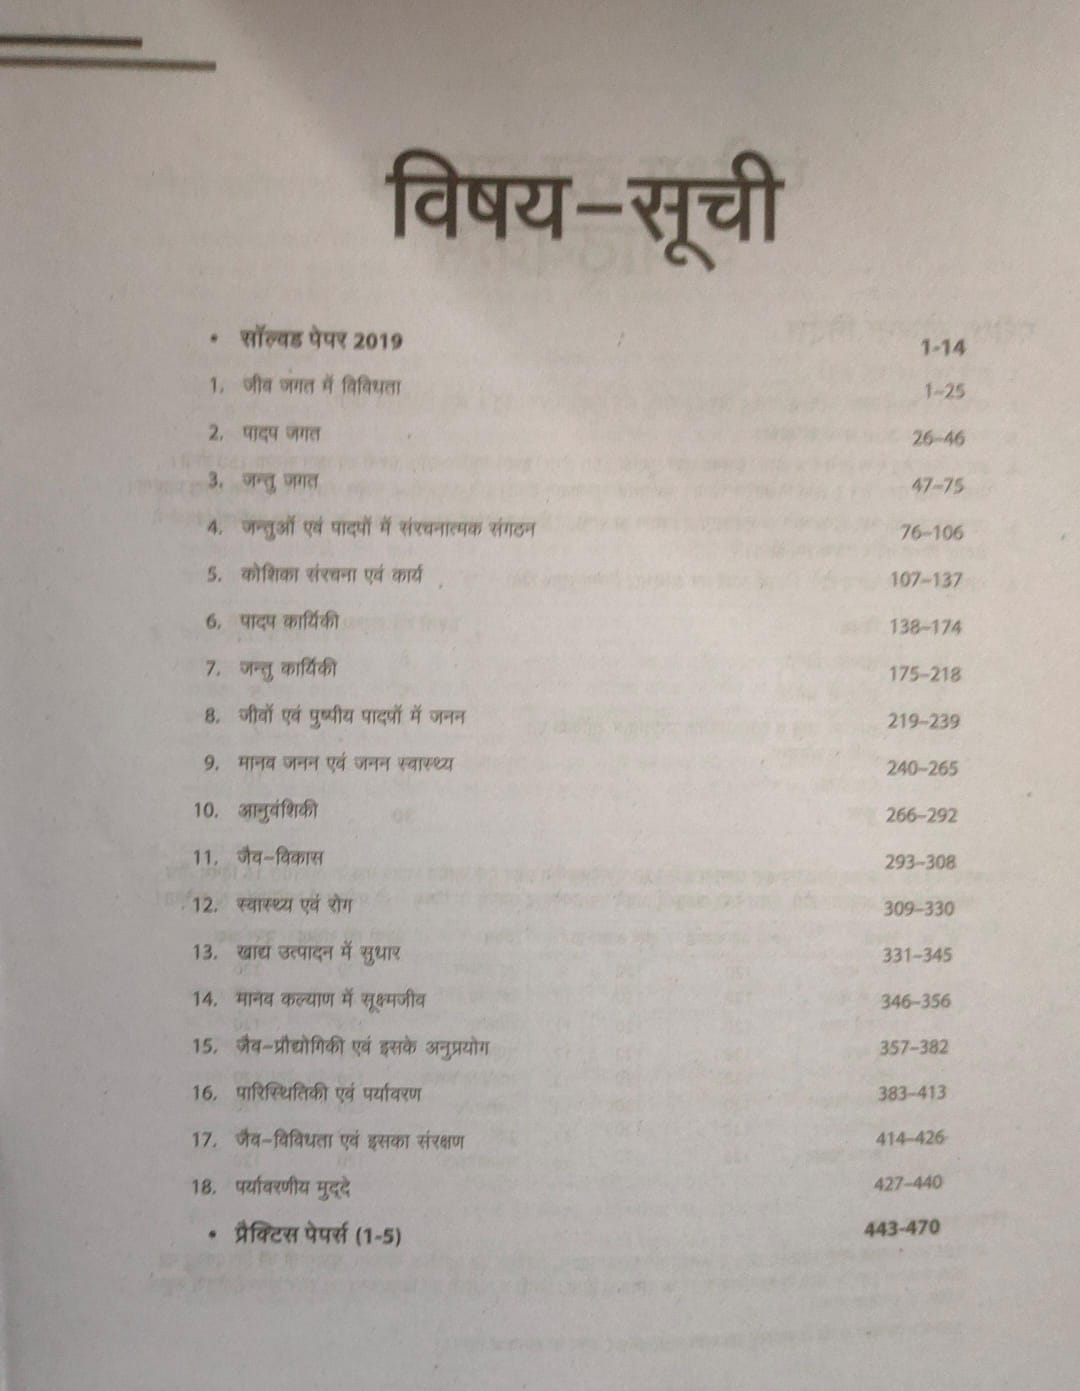 विषय–सूची
• सॉल्वड पेपर 2019 1-14
1. जीव जगत में विविधता 1–25
2. पादप जगत 26–46
3. जन्तु जगत 47–75
4. जन्तुओं एवं पादपों में संरचनात्मक संगठन 76–106
5. कोशिका संरचना एवं कार्य 107–137
6. पादप कार्यिकी 138–174
7. जन्तु कार्यिकी 175–218
8. जीवों एवं पुष्पीय पादपों में जनन 219–239
9. मानव जनन एवं जनन स्वास्थ्य 240–265
10. आनुवंशिकी 266–292
11. जैव–विकास 293–308
12. स्वास्थ्य एवं रोग 309–330
13. खाद्य उत्पादन में सुधार 331–345
14. मानव कल्याण में सूक्ष्मजीव 346–356
15. जैव–प्रौद्योगिकी एवं इसके अनुप्रयोग 357–382
16. पारिस्थितिकी एवं पर्यावरण 383–413
17. जैव–विविधता एवं इसका संरक्षण 414–426
18. पर्यावरणीय मुद्दे 427–440
• प्रैक्टिस पेपर्स (1-5) 443-470